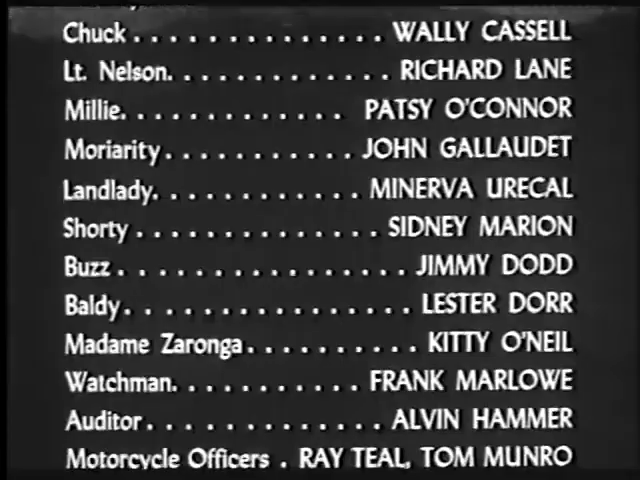 Chuck . . . . . . . . . . . . . . WALLY CASSELL
Lt. Nelson. . . . . . . . . . . . RICHARD LANE
Millie. . . . . . . . . . . . . PATSY O'CONNOR
Moriarity . . . . . . . . . . . . JOHN GALLAUDET
Landlady. . . . . . . . . . . . MINERVA URECAL
Shorty . . . . . . . . . . . . . . SIDNEY MARION
Buzz . . . . . . . . . . . . . . . . JIMMY DODD
Baldy. . . . . . . . . . . . . . . . LESTER DORR
Madame Zaronga. . . . . . . . . . KITTY O'NEIL
Watchman. . . . . . . . . . . FRANK MARLOWE
Auditor. . . . . . . . . . . . . ALVIN HAMMER
Motorcycle Officers . RAY TEAL, TOM MUNRO